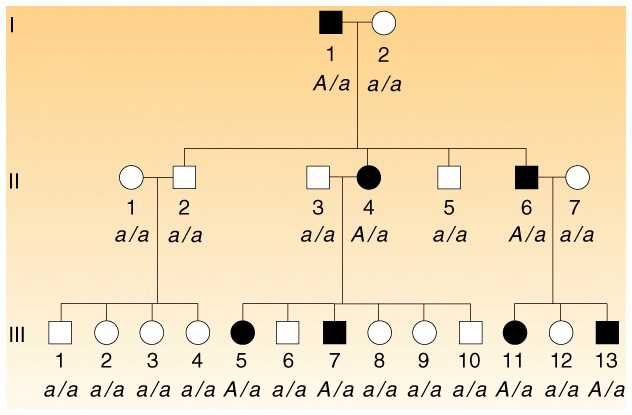 I
1 2
A/a a/a
II
1 2 3 4 5 6 7
a/a a/a a/a A/a a/a A/a a/a
III
1 2 3 4 5 6 7 8 9 10 11 12 13
a/a a/a a/a a/a A/a a/a A/a a/a a/a a/a A/a a/a A/a